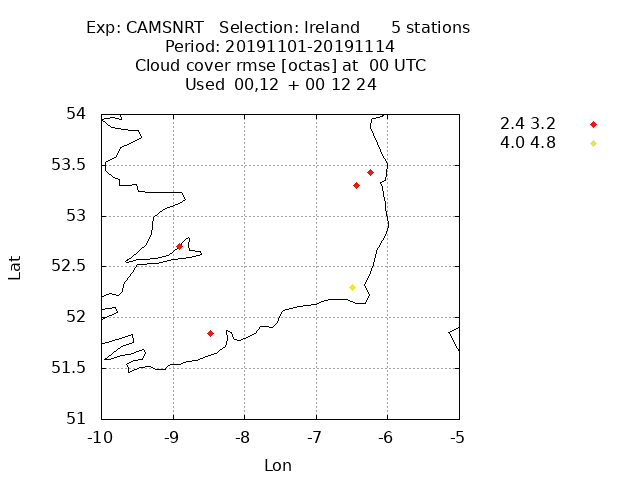 Exp: CAMSNRT   Selection: Ireland      5 stations
Period: 20191101-20191114
Cloud cover rmse [octas] at  00 UTC
Used  00,12  + 00 12 24
2.4 3.2
4.0 4.8
54
53.5
53
52.5
52
51.5
51
Lat
-10 -9 -8 -7 -6 -5
Lon